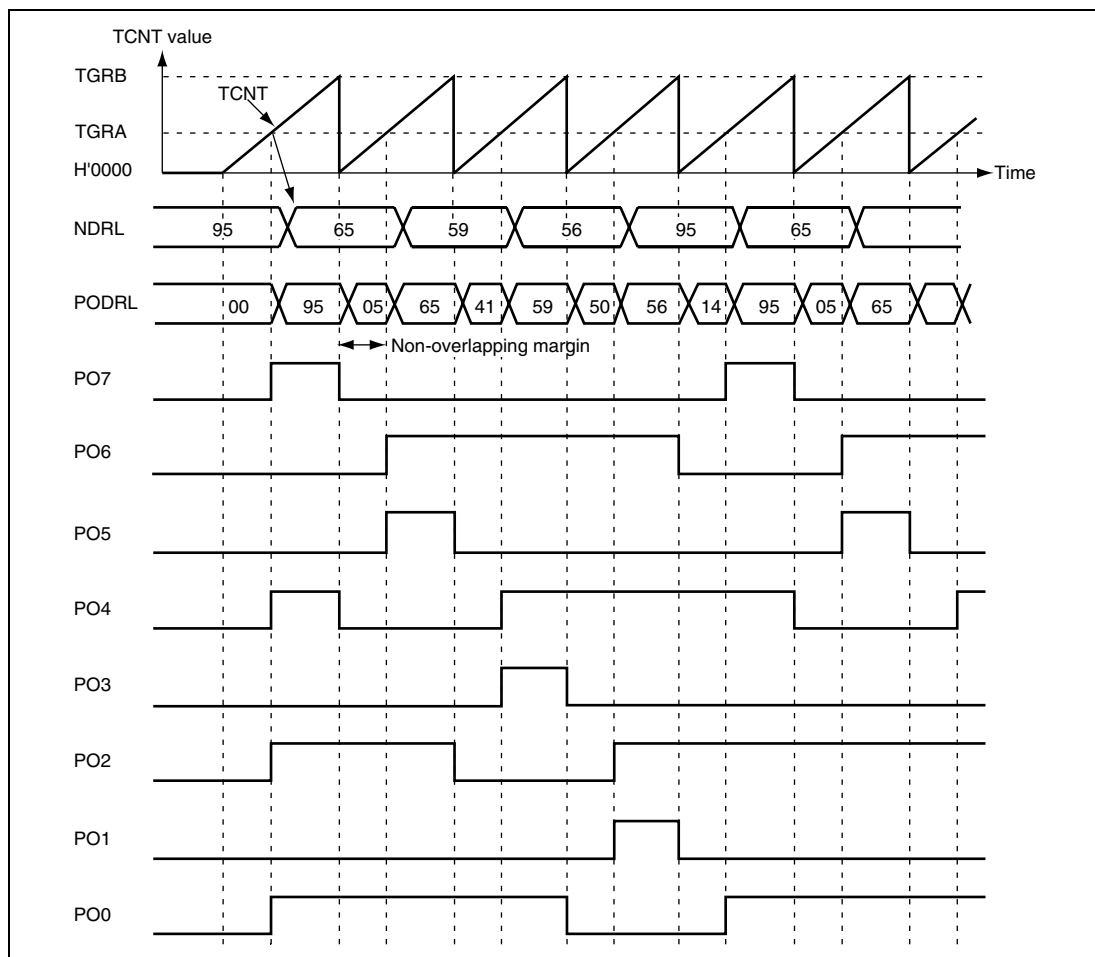 TCNT value
TGRB
TCNT
TGRA
H'0000
Time
NDRL 95 65 59 56 95 65
PODRL 00 95 05 65 41 59 50 56 14 95 05 65
Non-overlapping margin
PO7
PO6
PO5
PO4
PO3
PO2
PO1
PO0